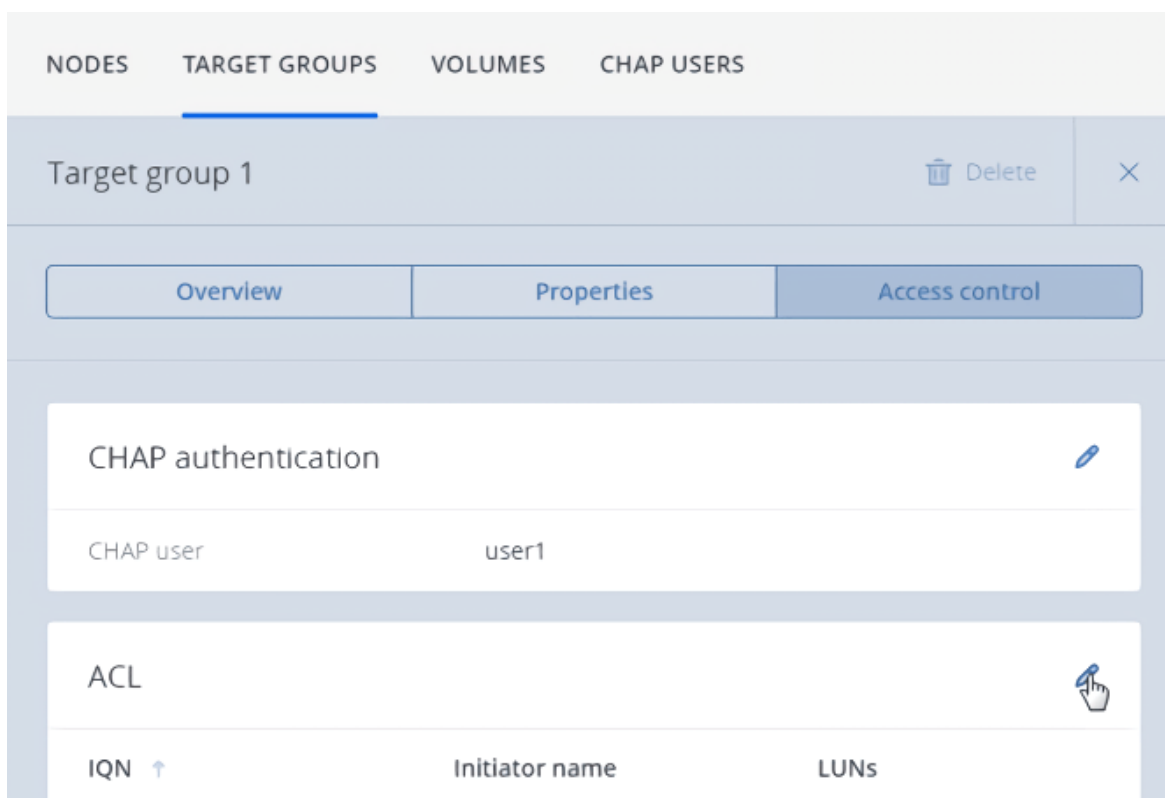 NODES TARGET GROUPS VOLUMES CHAP USERS
Target group 1 Delete
Overview Properties Access control
CHAP authentication
CHAP user user1
ACL
IQN ↑ Initiator name LUNs